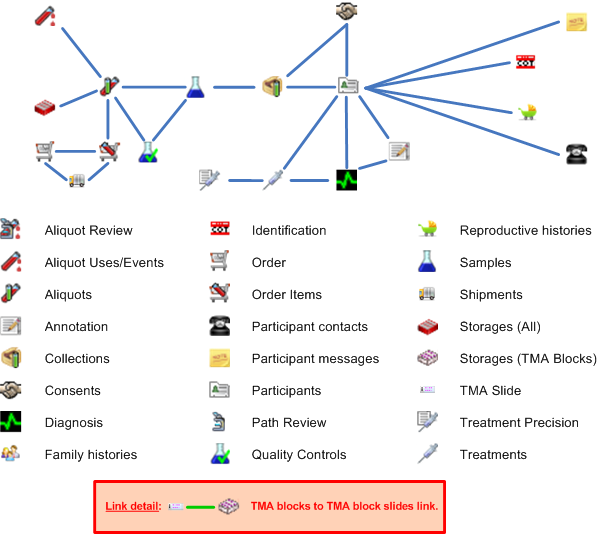 NOTE
Aliquot Review
Identification
Reproductive histories
Aliquot Uses/Events
Order
Samples
Aliquots
Order Items
Shipments
Annotation
Participant contacts
Storages (All)
Collections
NOTE
Participant messages
Storages (TMA Blocks)
Consents
Participants
TMA Slide
Diagnosis
Path Review
Treatment Precision
Family histories
Quality Controls
Treatments
Link detail: TMA blocks to TMA block slides link.